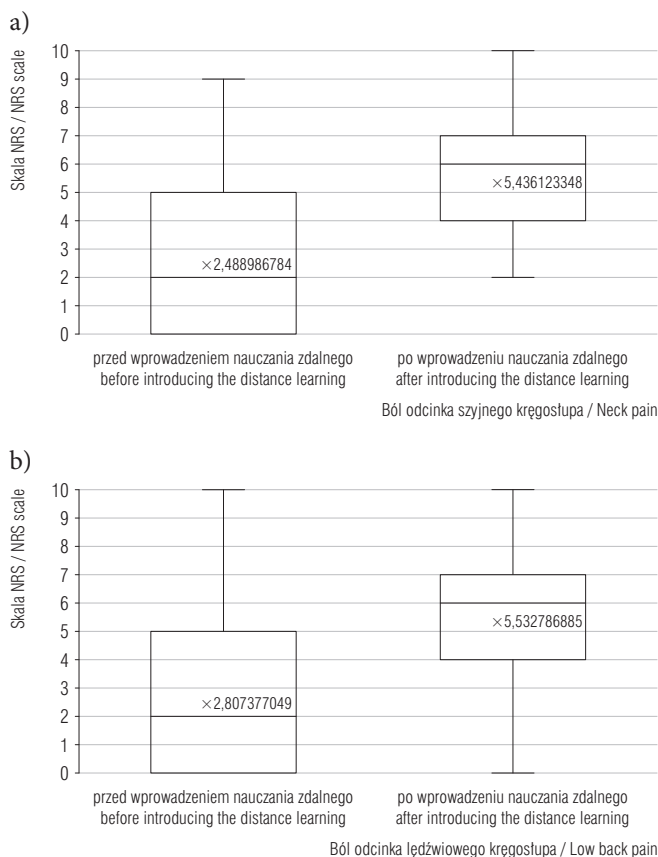 a)
Skala NRS / NRS scale
10
9
8
7
6
5
4
3
2
1
0
×2,488986784
×5,436123348
przed wprowadzeniem nauczania zdalnego
before introducing the distance learning
po wprowadzeniu nauczania zdalnego
after introducing the distance learning
Ból odcinka szyjnego kręgosłupa / Neck pain
b)
Skala NRS / NRS scale
10
9
8
7
6
5
4
3
2
1
0
×2,807377049
×5,532786885
przed wprowadzeniem nauczania zdalnego
before introducing the distance learning
po wprowadzeniu nauczania zdalnego
after introducing the distance learning
Ból odcinka lędźwiowego kręgosłupa / Low back pain